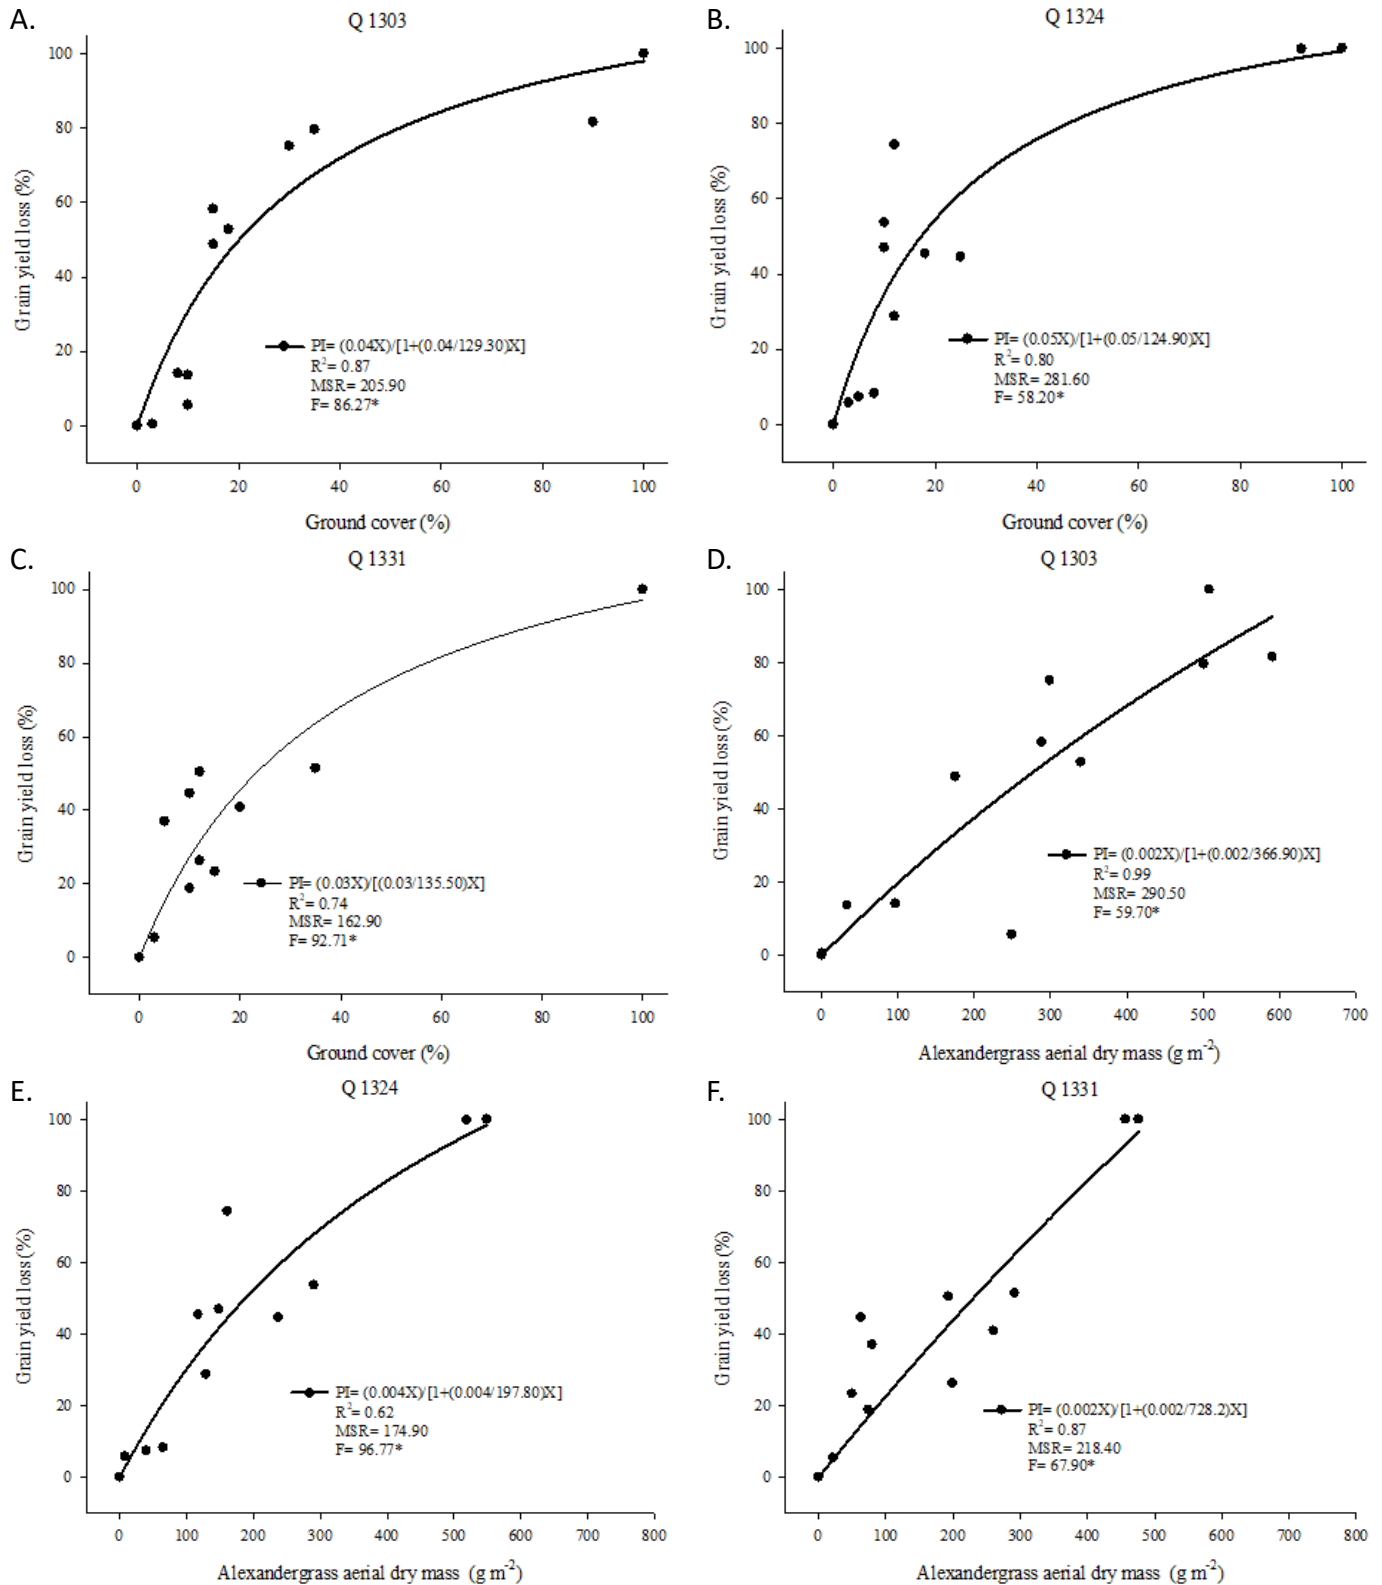 A.
Q 1303
100
80
60
40
20
0
Grain yield loss (%)
PI= (0.04X)/[1+(0.04/129.30)X]
R²= 0.87
MSR= 205.90
F= 86.27*
0 20 40 60 80 100
Ground cover (%)
B.
Q 1324
100
80
60
40
20
0
Grain yield loss (%)
PI= (0.05X)/[1+(0.05/124.90)X]
R²= 0.80
MSR= 281.60
F= 58.20*
0 20 40 60 80 100
Ground cover (%)
C.
Q 1331
100
80
60
40
20
0
Grain yield loss (%)
PI= (0.03X)/[(0.03/135.50)X]
R²= 0.74
MSR= 162.90
F= 92.71*
0 20 40 60 80 100
Ground cover (%)
D.
Q 1303
100
80
60
40
20
0
Grain yield loss (%)
PI= (0.002X)/[1+(0.002/366.90)X]
R²= 0.99
MSR= 290.50
F= 59.70*
0 100 200 300 400 500 600 700
Alexandergrass aerial dry mass (g m⁻²)
E.
Q 1324
100
80
60
40
20
0
Grain yield loss (%)
PI= (0.004X)/[1+(0.004/197.80)X]
R²= 0.62
MSR= 174.90
F= 96.77*
0 100 200 300 400 500 600 700 800
Alexandergrass aerial dry mass (g m⁻²)
F.
Q 1331
100
80
60
40
20
0
Grain yield loss (%)
PI= (0.002X)/[1+(0.002/728.2)X]
R²= 0.87
MSR= 218.40
F= 67.90*
0 100 200 300 400 500 600 700 800
Alexandergrass aerial dry mass (g m⁻²)